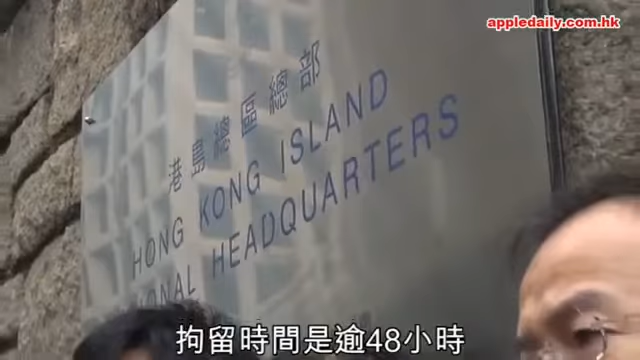 appledaily.com.hk
港島總區總部
HONG KONG ISLAND
IONAL HEADQUARTERS
拘留時間是逾48小時